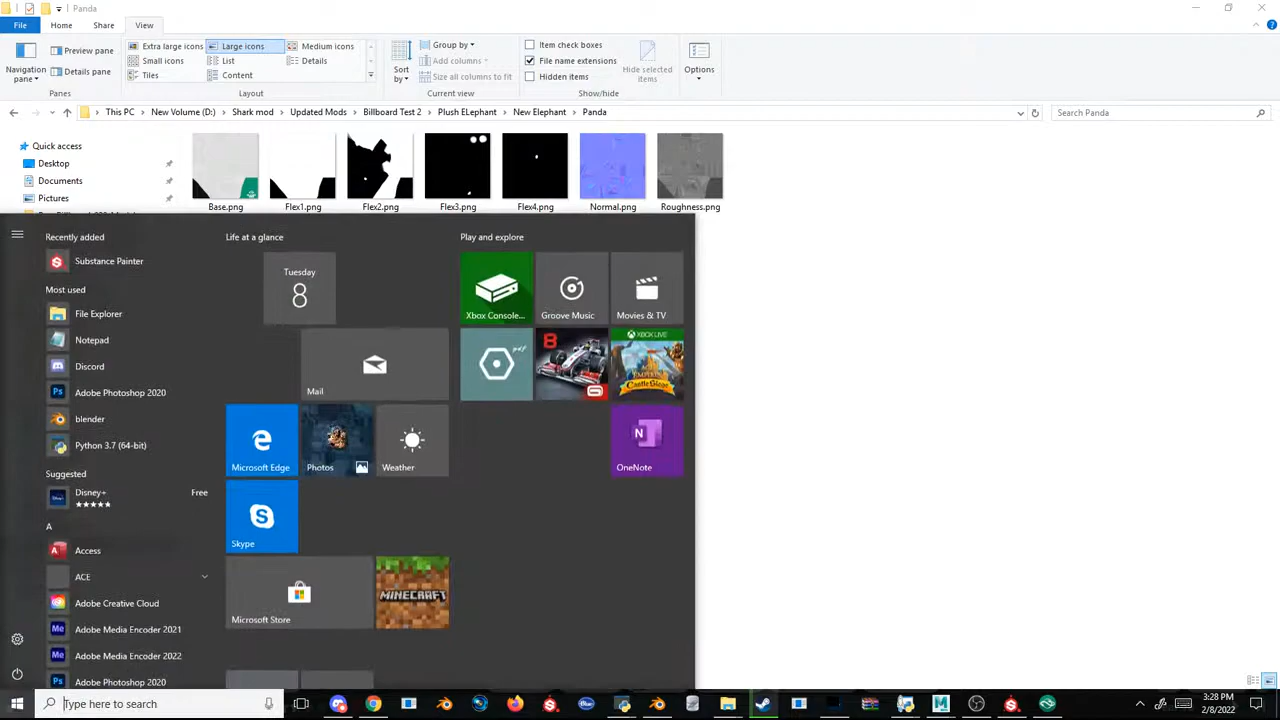 Panda
File
Home
Share
View
Navigation pane
Preview pane
Details pane
Panes
Extra large icons
Large icons
Medium icons
Small icons
List
Details
Tiles
Content
Layout
Sort by
Group by
Add columns
Size all columns to fit
Current view
Item check boxes
File name extensions
Hidden items
Hide selected items
Show/hide
Options
This PC > New Volume (D:) > Shark mod > Updated Mods > Billboard Test 2 > Plush ELephant > New Elephant > Panda
Search Panda
Quick access
Desktop
Documents
Pictures
Base.png
Flex1.png
Flex2.png
Flex3.png
Flex4.png
Normal.png
Roughness.png
Recently added
Substance Painter
Most used
File Explorer
Notepad
Discord
Adobe Photoshop 2020
blender
Python 3.7 (64-bit)
Suggested
Disney+
Free
A
Access
ACE
Adobe Creative Cloud
Adobe Media Encoder 2021
Adobe Media Encoder 2022
Adobe Photoshop 2020
Life at a glance
Tuesday
8
Mail
Microsoft Edge
Photos
Weather
Skype
Microsoft Store
MINECRAFT
Play and explore
Xbox Console...
Groove Music
Movies & TV
8
XBOX LIVE
Castle Siege
OneNote
Type here to search
3:28 PM
2/8/2022